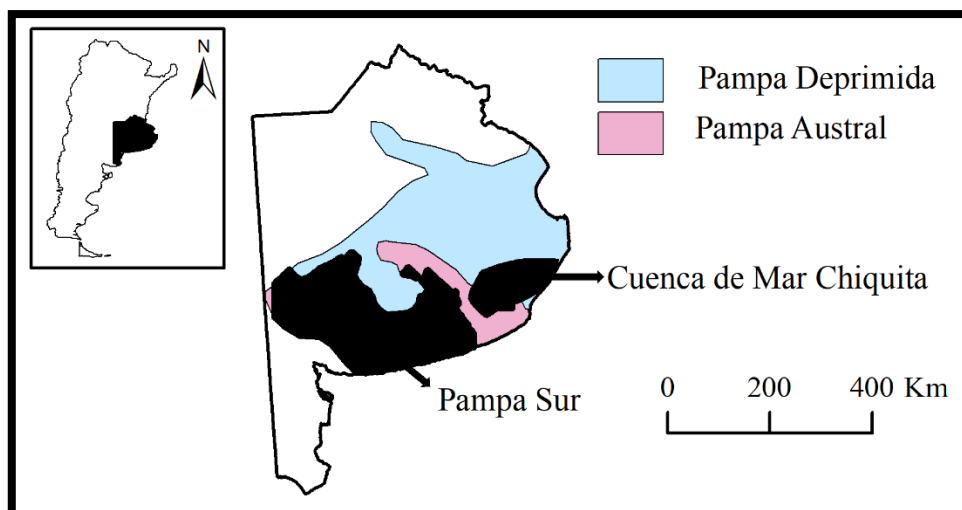 N
Pampa Deprimida
Pampa Austral
Cuenca de Mar Chiquita
Pampa Sur
0 200 400 Km